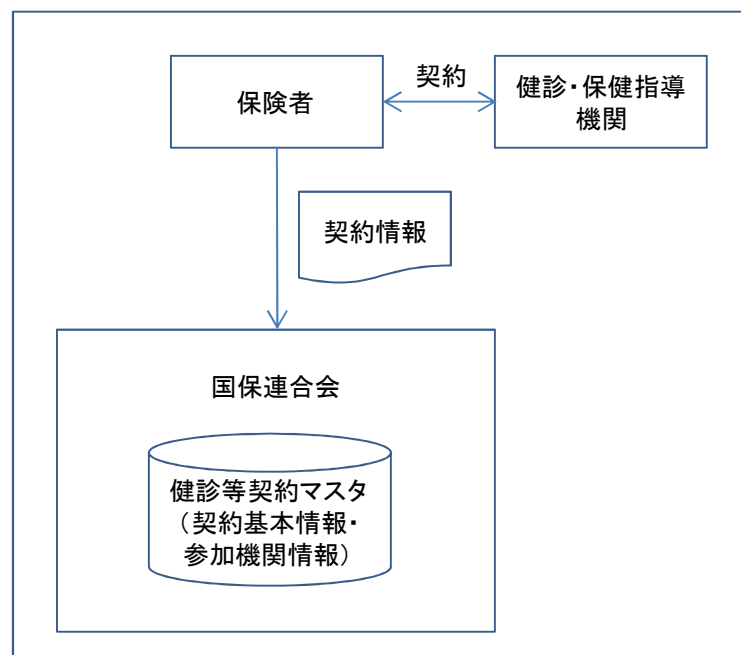 保険者
契約
健診・保健指導
機関
契約情報
国保連合会
健診等契約マスタ
（契約基本情報・
参加機関情報）